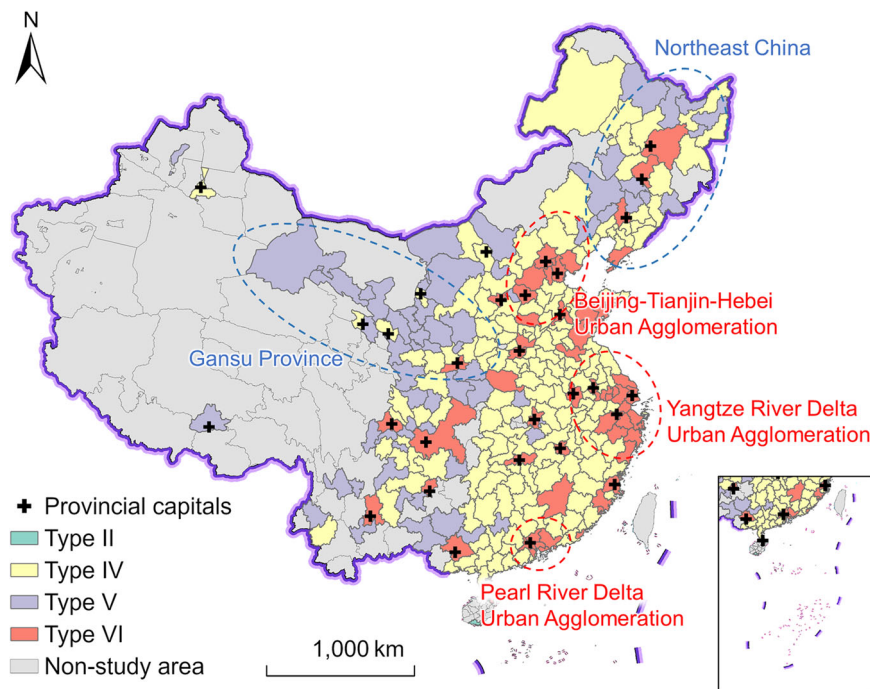 N
Northeast China
Beijing-Tianjin-Hebei
Urban Agglomeration
Gansu Province
Yangtze River Delta
Urban Agglomeration
Pearl River Delta
Urban Agglomeration
Provincial capitals
Type II
Type IV
Type V
Type VI
Non-study area
1,000 km